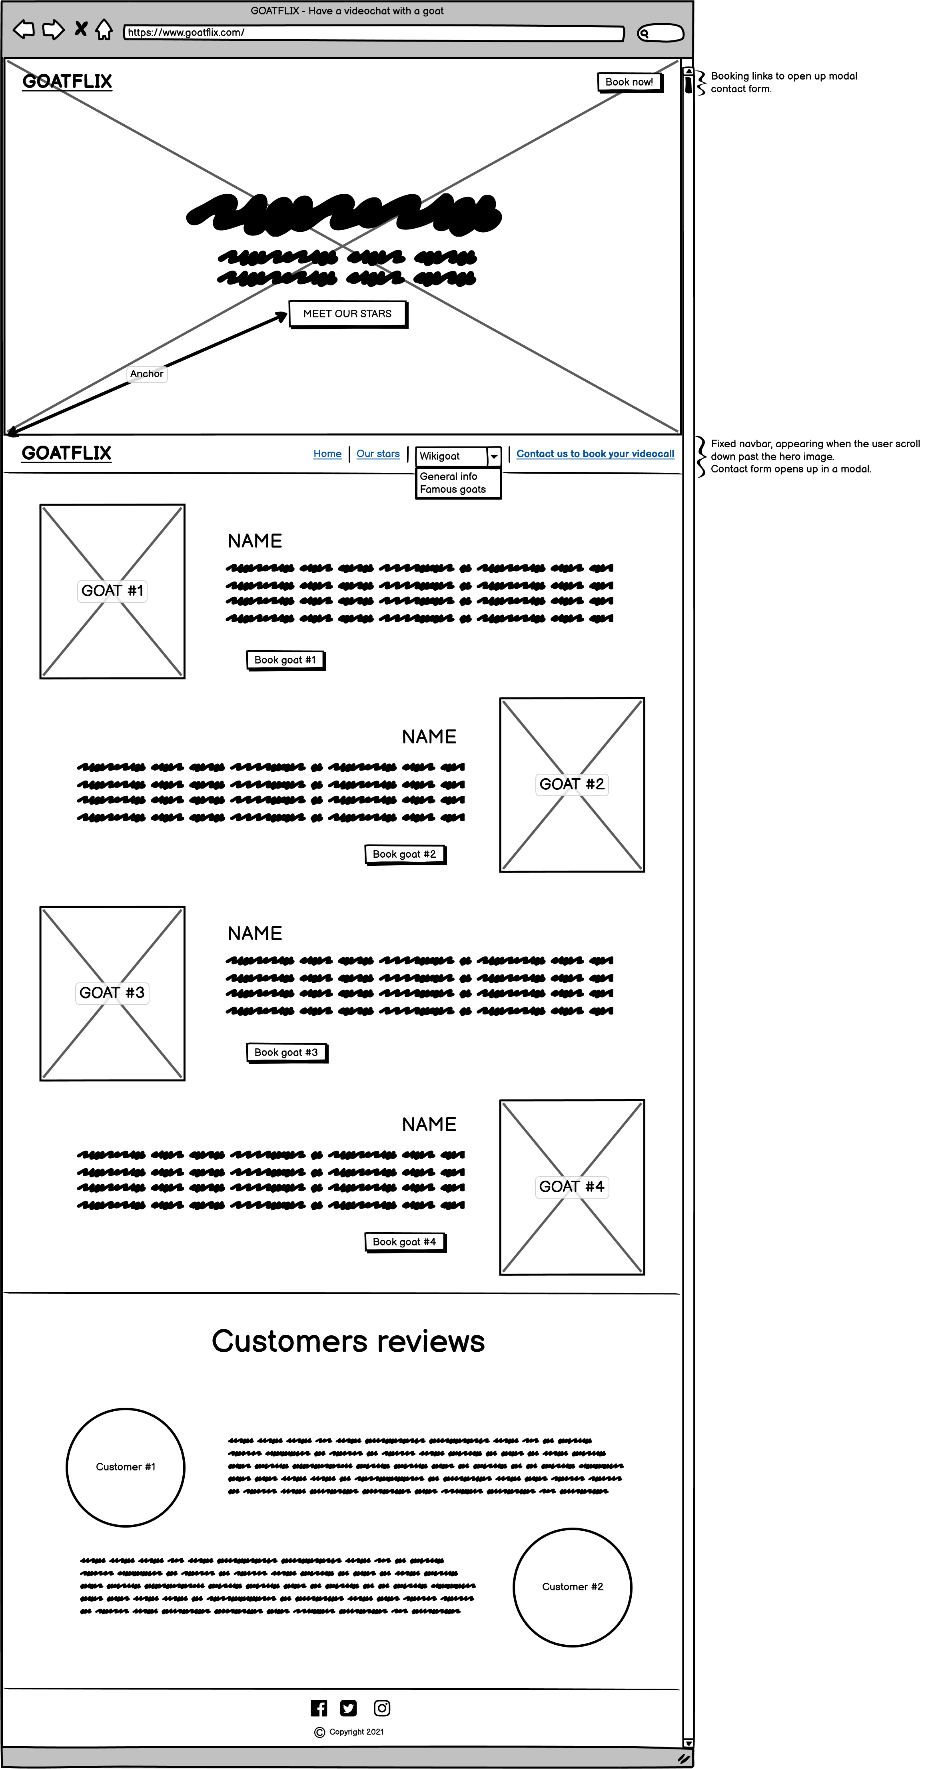 GOATFLIX - Have a videochat with a goat
https://www.goatflix.com/
GOATFLIX
Book now!
Booking links to open up modal
contact form.
MEET OUR STARS
Anchor
GOATFLIX
Home
Our stars
Wikigoat
Contact us to book your videocall
General info
Famous goats
Fixed navbar, appearing when the user scroll
down past the hero image.
Contact form opens up in a modal.
NAME
GOAT #1
Book goat #1
NAME
GOAT #2
Book goat #2
NAME
GOAT #3
Book goat #3
NAME
GOAT #4
Book goat #4
Customers reviews
Customer #1
Customer #2
© Copyright 2021